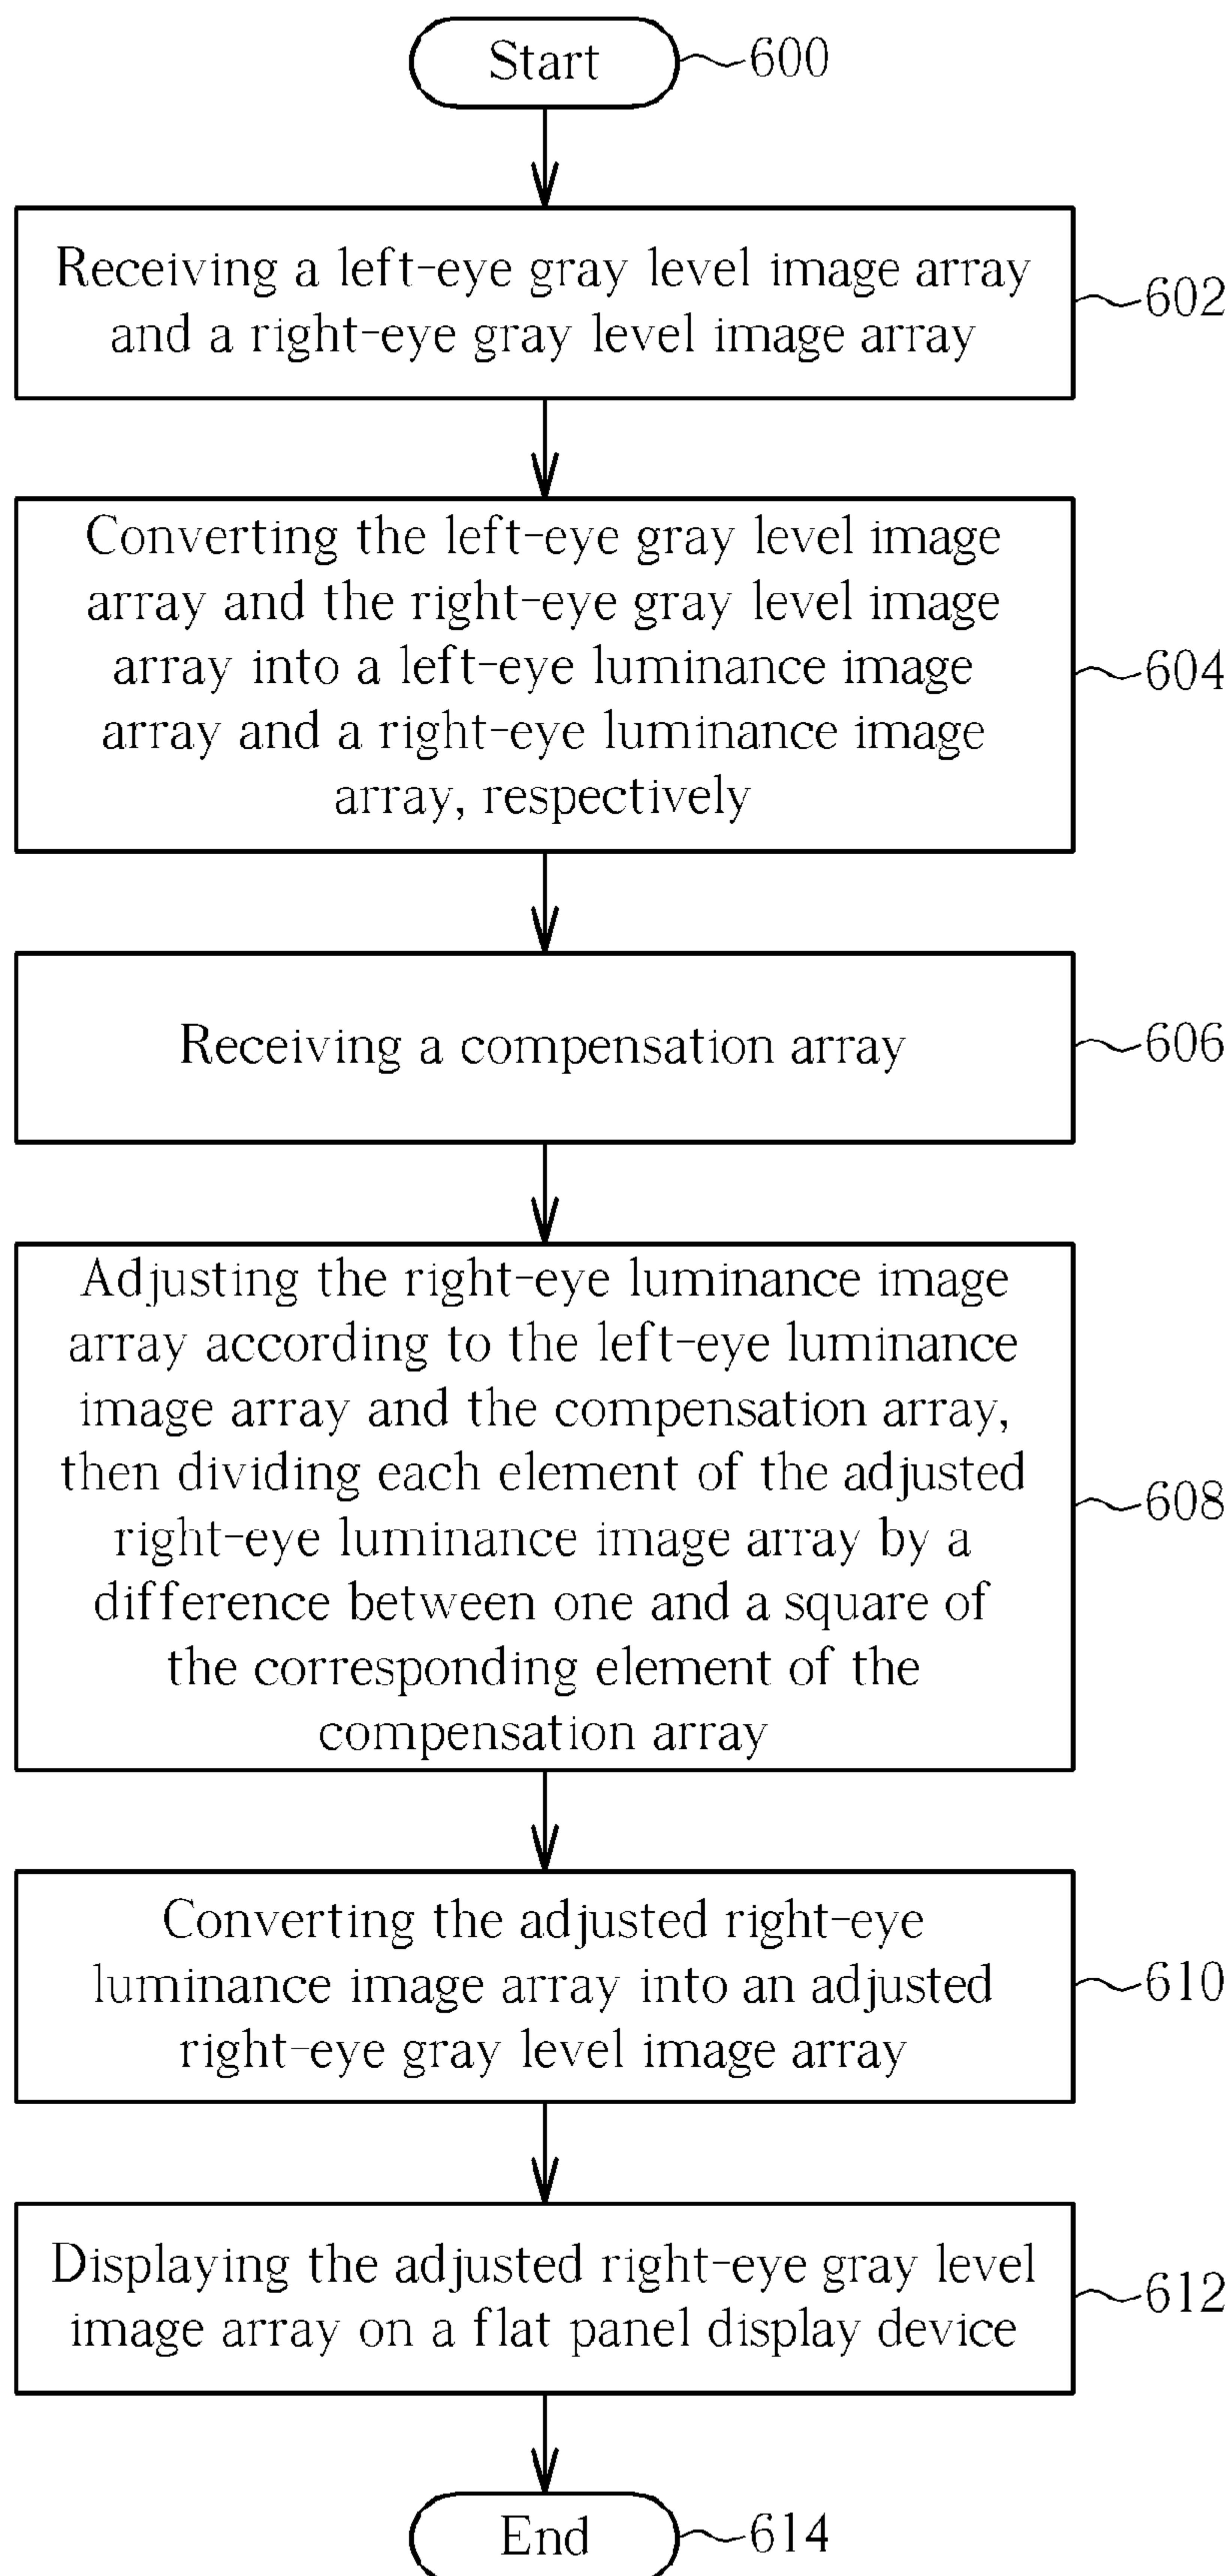 Start
600
Receiving a left-eye gray level image array
and a right-eye gray level image array
602
Converting the left-eye gray level image
array and the right-eye gray level image
array into a left-eye luminance image
array and a right-eye luminance image
array, respectively
604
Receiving a compensation array
606
Adjusting the right-eye luminance image
array according to the left-eye luminance
image array and the compensation array,
then dividing each element of the adjusted
right-eye luminance image array by a
difference between one and a square of
the corresponding element of the
compensation array
608
Converting the adjusted right-eye
luminance image array into an adjusted
right-eye gray level image array
610
Displaying the adjusted right-eye gray level
image array on a flat panel display device
612
End
614